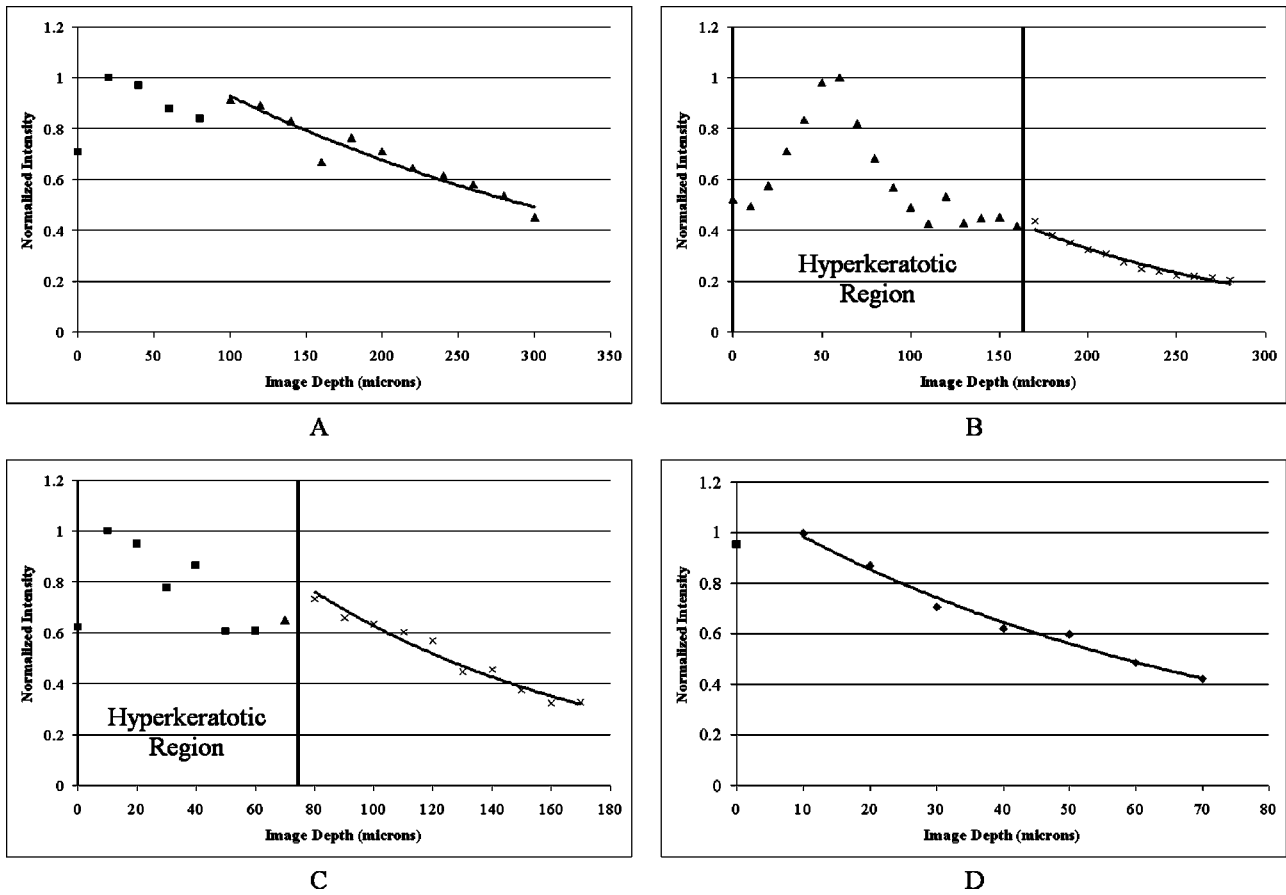 1.2
1
0.8
0.6
0.4
0.2
0
Normalized Intensity
0 50 100 150 200 250 300 350
Image Depth (microns)
A
1.2
1
0.8
0.6
0.4
0.2
0
Normalized Intensity
Hyperkeratotic
Region
0 50 100 150 200 250 300
Image Depth (microns)
B
1.2
1
0.8
0.6
0.4
0.2
0
Normalized Intensity
Hyperkeratotic
Region
0 20 40 60 80 100 120 140 160 180
Image Depth (microns)
C
1.2
1
0.8
0.6
0.4
0.2
0
Normalized Intensity
0 10 20 30 40 50 60 70 80
Image Depth (microns)
D